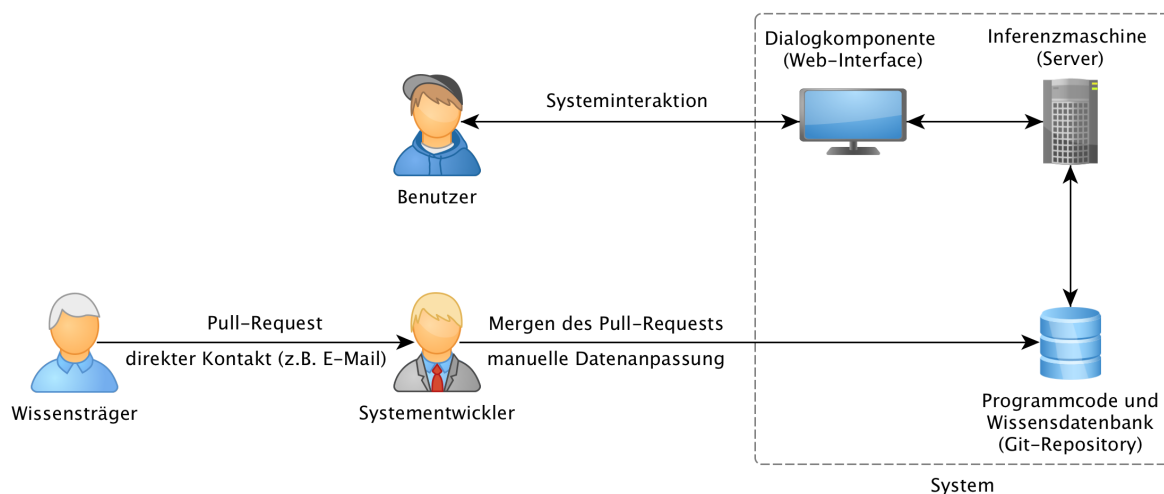 Dialogkomponente
(Web-Interface)
Inferenzmaschine
(Server)
Systeminteraktion
Benutzer
Pull-Request
direkter Kontakt (z.B. E-Mail)
Mergen des Pull-Requests
manuelle Datenanpassung
Wissensträger
Systementwickler
Programmcode und
Wissensdatenbank
(Git-Repository)
System